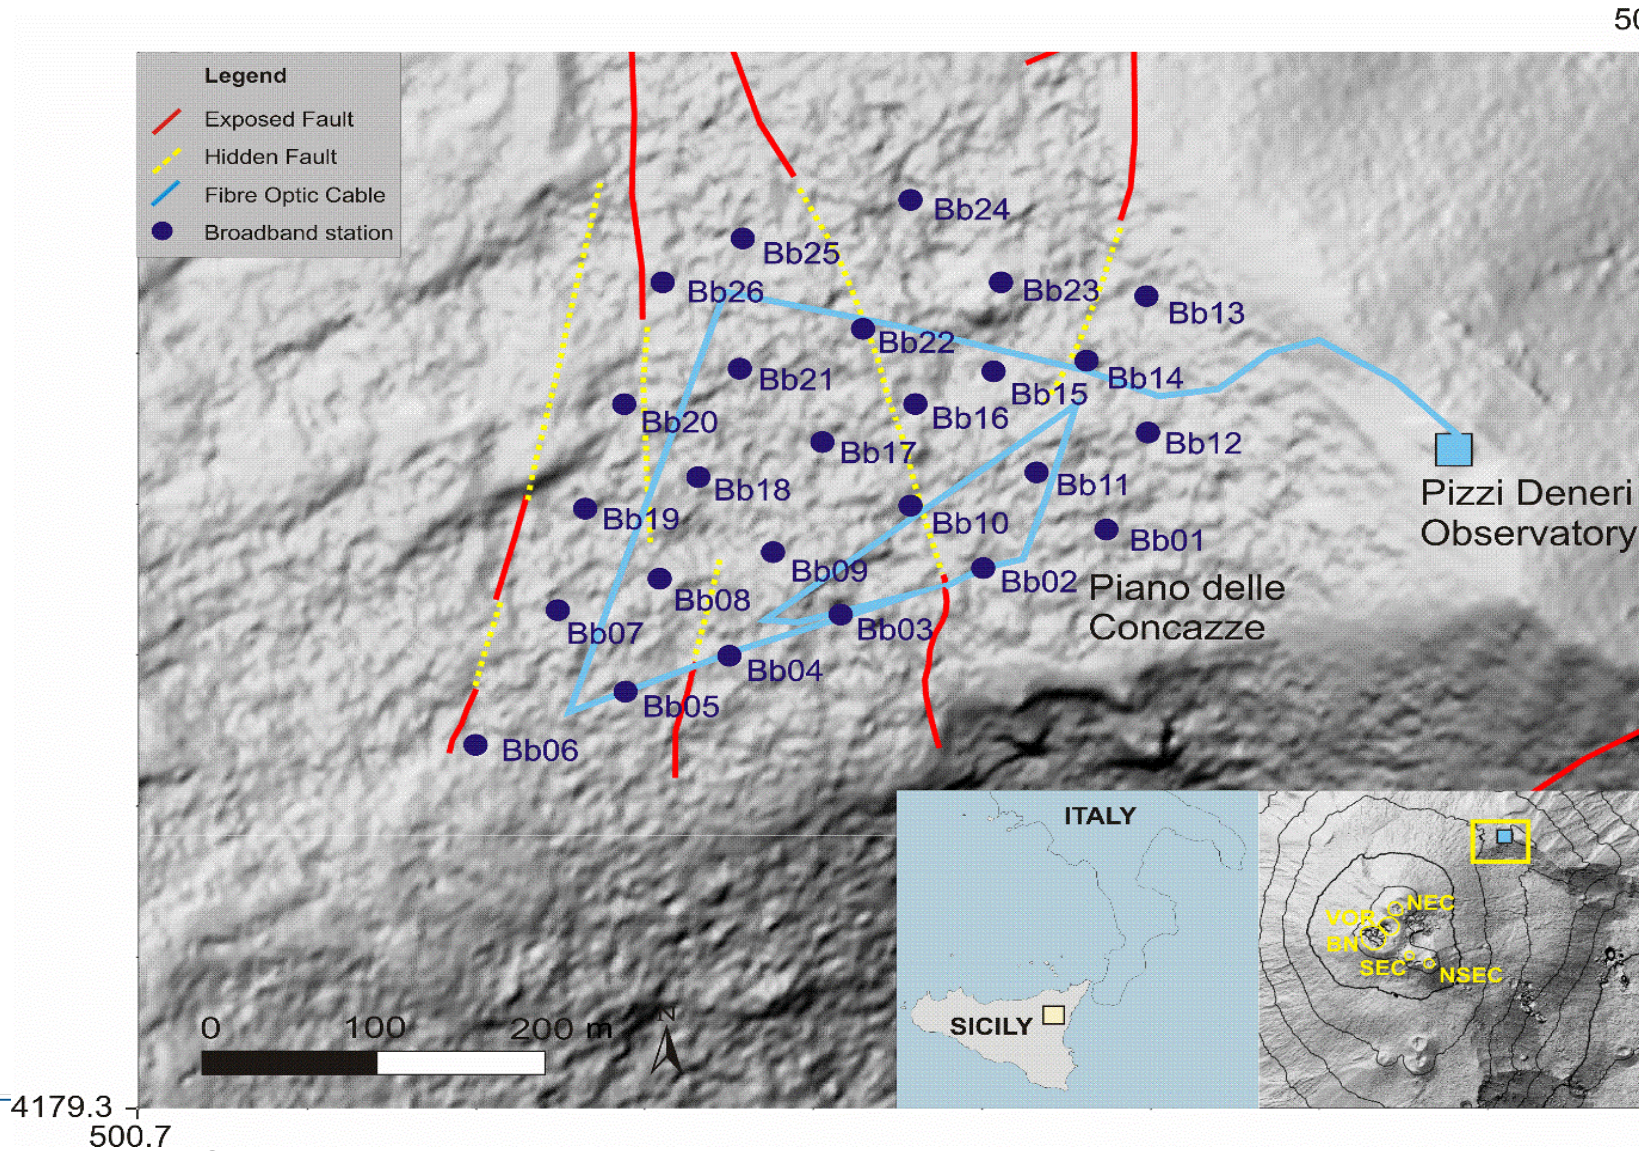 50
Legend
Exposed Fault
Hidden Fault
Fibre Optic Cable
Broadband station
Bb24
Bb25
Bb26
Bb23
Bb13
Bb22
Bb21
Bb14
Bb15
Bb20
Bb16
Bb17
Bb12
Bb18
Bb11
Bb19
Bb10
Bb01
Pizzi Deneri
Observatory
Bb09
Bb02
Bb08
Piano delle
Concazze
Bb07
Bb03
Bb04
Bb05
Bb06
ITALY
SICILY
NEC
VOR
BN
SEC
NSEC
0 100 200 m
N
4179.3
500.7